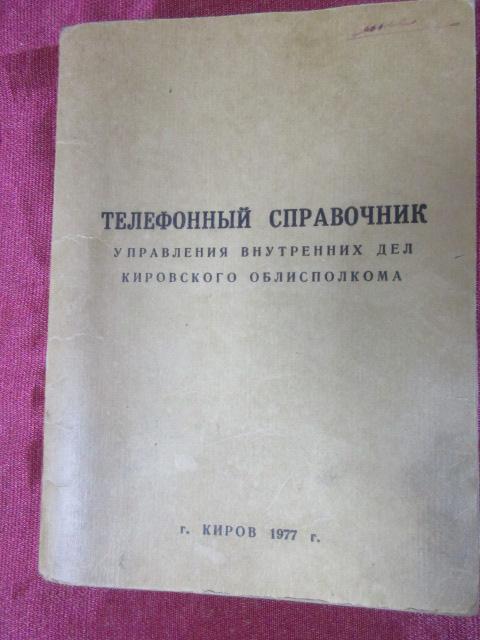 ТЕЛЕФОННЫЙ СПРАВОЧНИК
УПРАВЛЕНИЯ ВНУТРЕННИХ ДЕЛ
КИРОВСКОГО ОБЛИСПОЛКОМА
г. КИРОВ 1977 г.